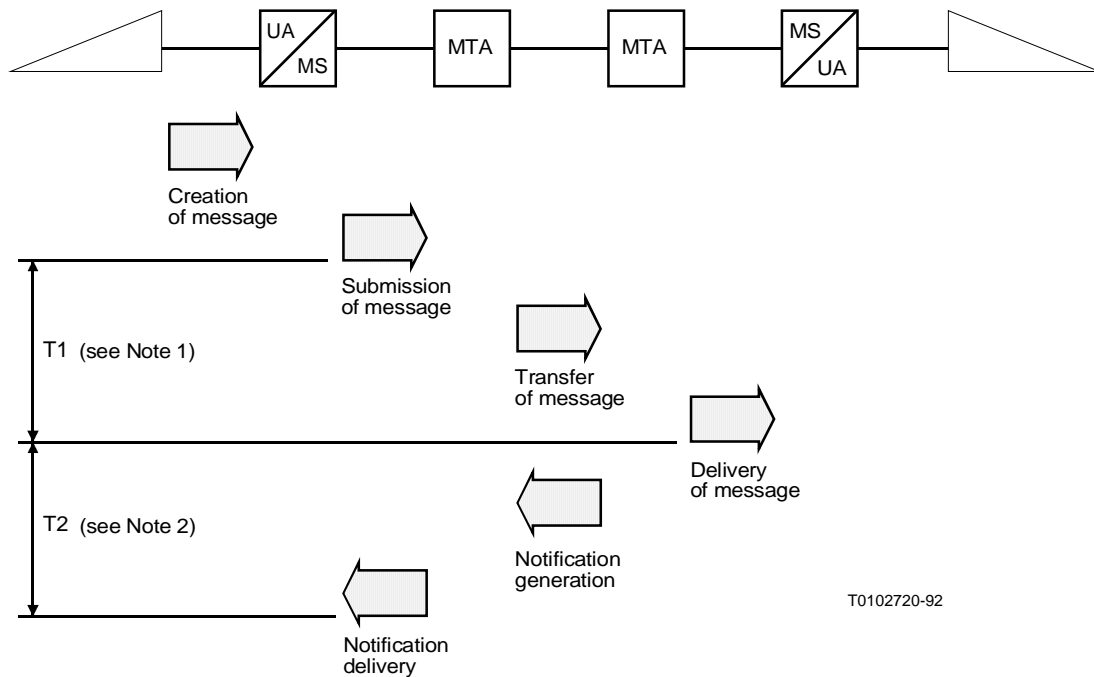 UA
MS
MTA
MTA
MS
UA
Creation
of message
Submission
of message
T1 (see Note 1)
Transfer
of message
Delivery
of message
T2 (see Note 2)
Notification
generation
T0102720-92
Notification
delivery